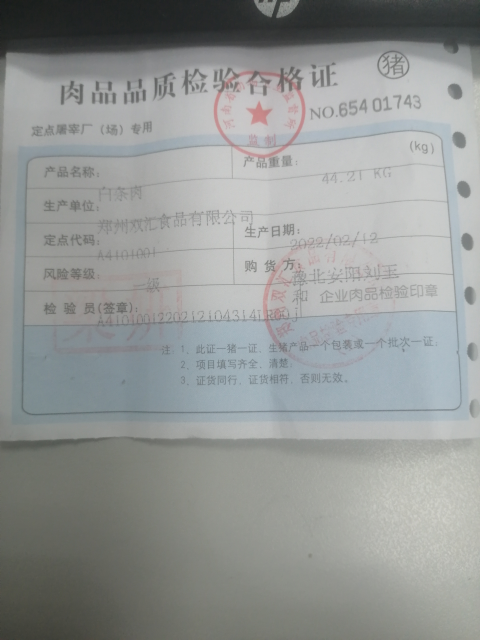 hp
肉品品质检验合格证
猪
NO.654 01743
定点屠宰厂（场）专用
(kg)
产品名称：
白条肉
产品重量：
44.21 KG
生产单位：
郑州双汇食品有限公司
定点代码：
A4101001
生产日期：
2022/02/12
风险等级：
级
购 货 方：
豫北安阳刘玉
和 企业肉品检验印章
检 验 员(签章)：
注：1、此证一猪一证，生猪产品一个包装或一个批次一证。
2、项目填写齐全，清楚。
3、证货同行，证货相符，否则无效。